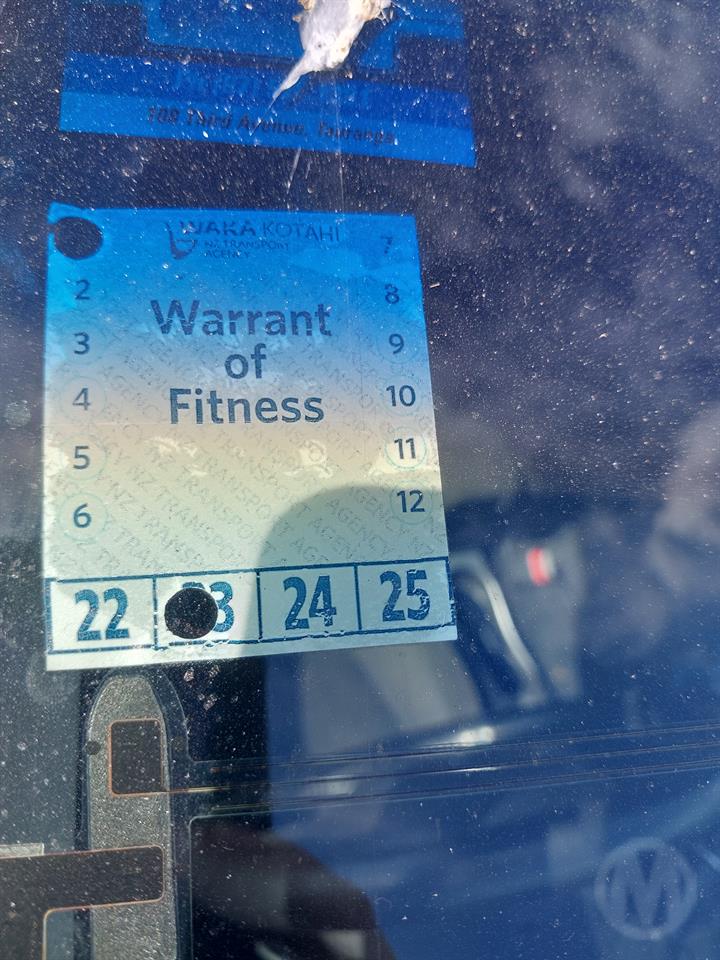 109 Third Avenue, Tauranga
WAKA KOTAHI
NZ TRANSPORT
AGENCY
7
2
8
Warrant
of
Fitness
3
9
4
10
5
11
6
12
22
24
25
M